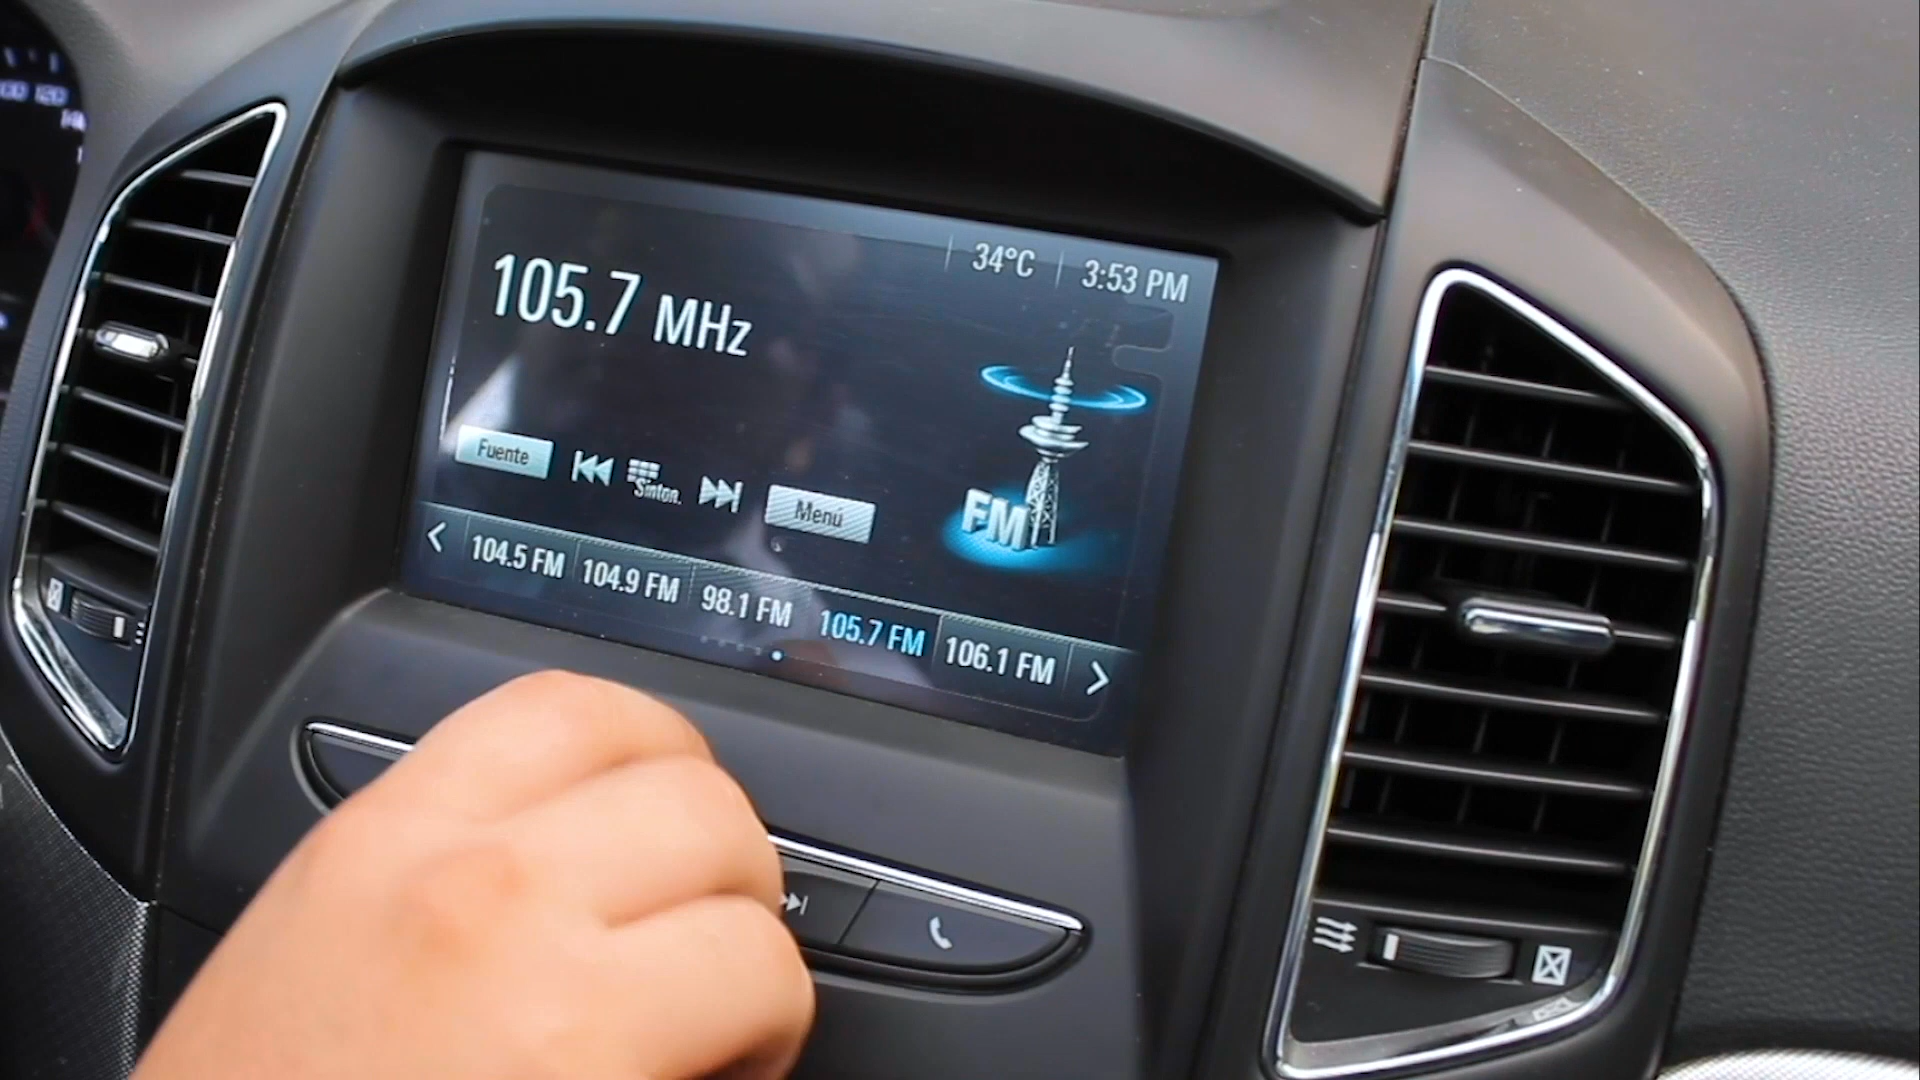 34°C 3:53 PM
105.7 MHz
Fuente Sinton. Menú
FM
104.5 FM 104.9 FM 98.1 FM 105.7 FM 106.1 FM
120